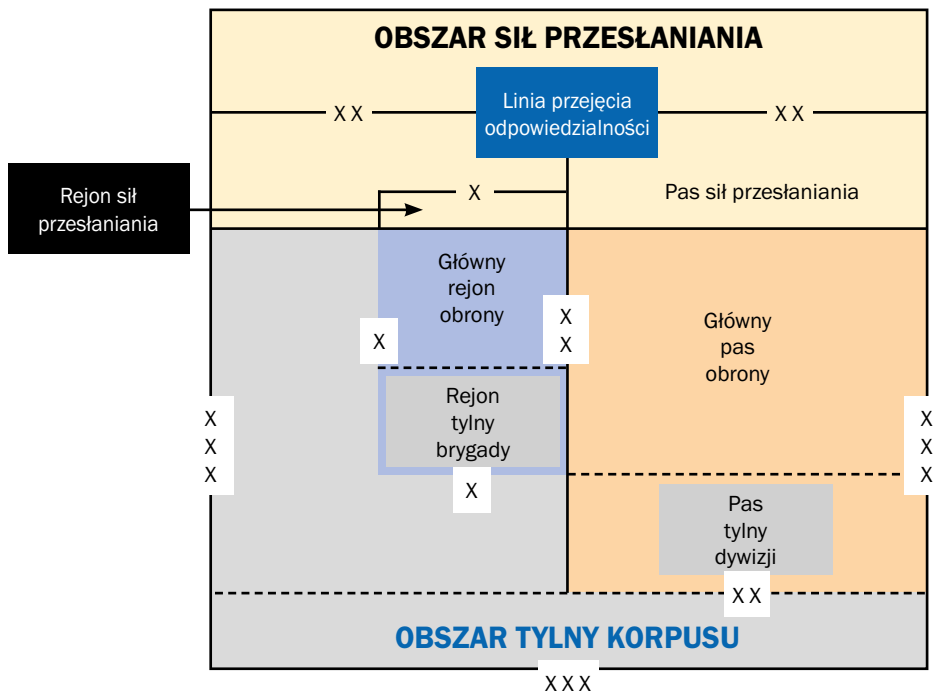 OBSZAR SIŁ PRZESŁANIANIA
Linia przejęcia
odpowiedzialności
X X
X X
Rejon sił
przesłaniania
X
Pas sił przesłaniania
Główny
rejon
obrony
X
X
X
Główny
pas
obrony
Rejon
tylny
brygady
X
X
X
X
X
X
X
Pas
tylny
dywizji
X X
OBSZAR TYLNY KORPUSU
X X X